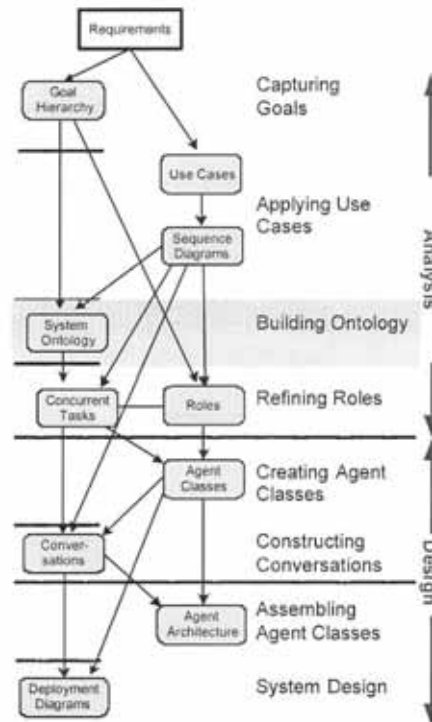 Requirements
Goal
Hierarchy
Capturing
Goals
Use Cases
Applying Use
Cases
Sequence
Diagrams
Analysis
System
Ontology
Building Ontology
Concurrent
Tasks
Roles
Refining Roles
Agent
Classes
Creating Agent
Classes
Conver-
sations
Constructing
Conversations
Design
Agent
Architecture
Assembling
Agent Classes
Deployment
Diagrams
System Design